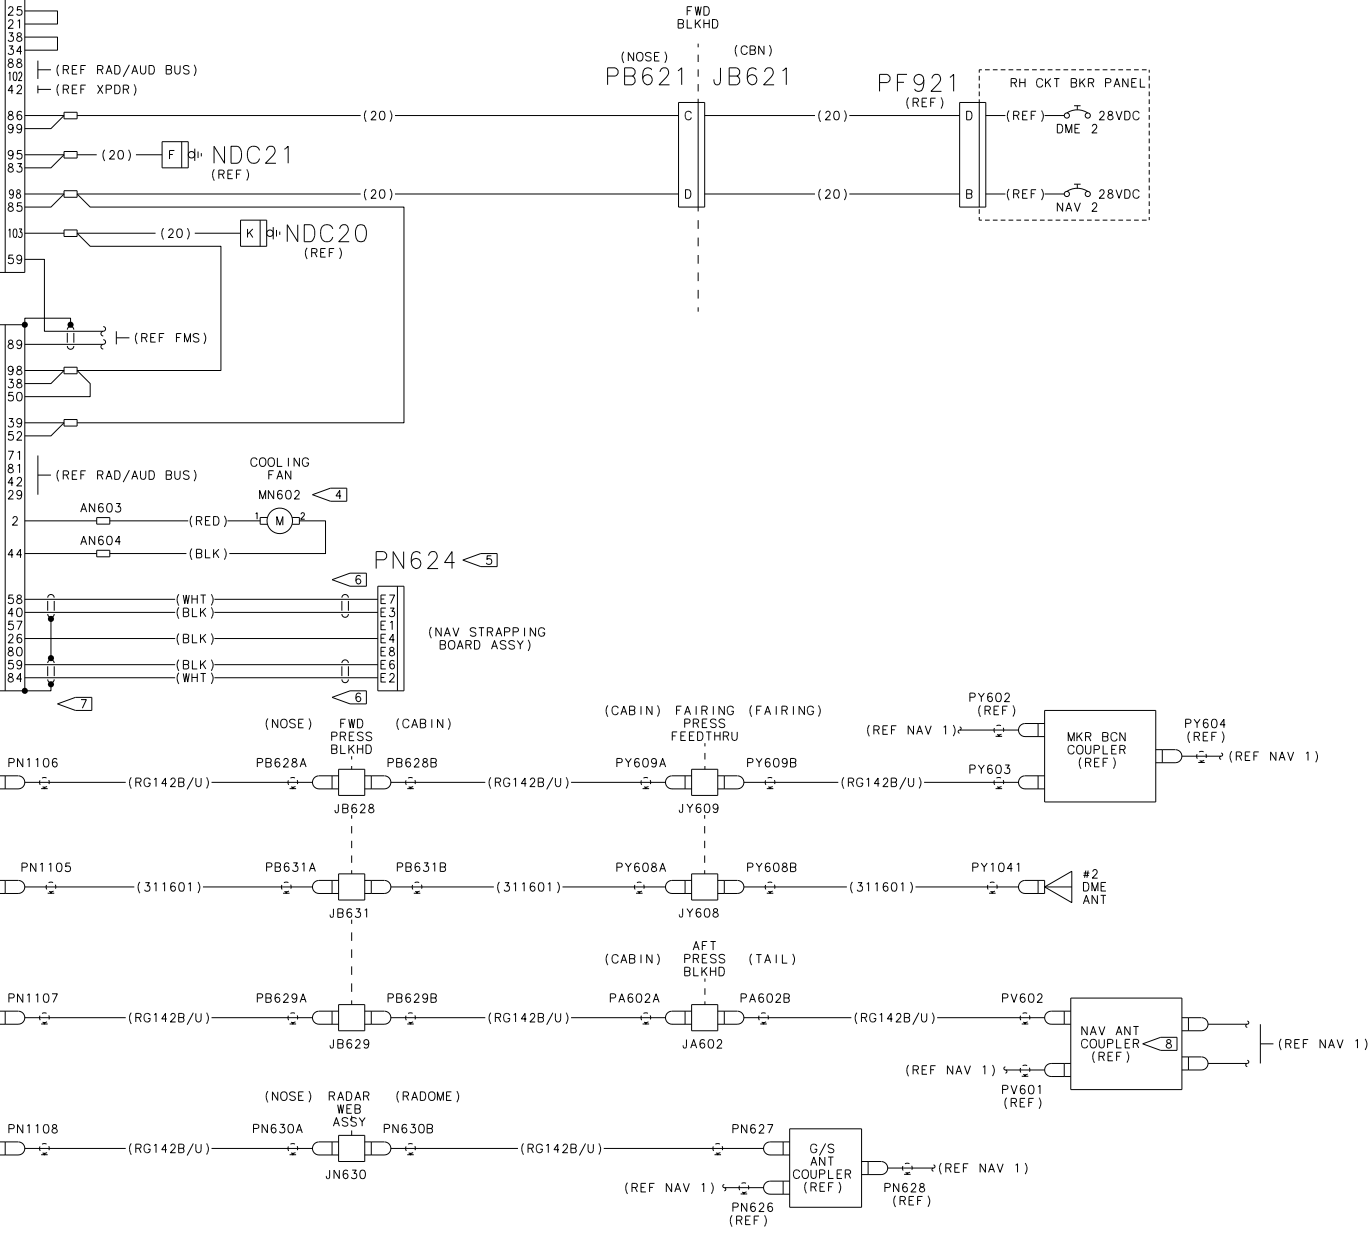 25
21
38
34
88
102
42
(REF RAD/AUD BUS)
(REF XPDR)
FWD
BLKHD
(NOSE)
(CBN)
PB621
JB621
PF921
(REF)
RH CKT BKR PANEL
86
99
(20)
C
(20)
D
(REF)
28VDC
DME 2
95
83
(20)
F
NDC21
(REF)
98
85
(20)
D
(20)
B
(REF)
28VDC
NAV 2
103
(20)
K
NDC20
(REF)
59
89
(REF FMS)
98
38
50
39
52
71
81
42
29
(REF RAD/AUD BUS)
COOLING
FAN
MN602
4
AN603
2
(RED)
1
M
2
AN604
44
(BLK)
PN624
5
6
58
(WHT)
E7
40
(BLK)
E3
57
E1
26
(BLK)
E4
80
E8
59
(BLK)
E6
84
(WHT)
E2
(NAV STRAPPING
BOARD ASSY)
7
6
(NOSE)
FWD
PRESS
BLKHD
(CABIN)
(CABIN)
FAIRING
PRESS
FEEDTHRU
(FAIRING)
PY602
(REF)
(REF NAV 1)
MKR BCN
COUPLER
(REF)
PY604
(REF)
(REF NAV 1)
PN1106
(RG142B/U)
PB628A
JB628
PB628B
(RG142B/U)
PY609A
JY609
PY609B
(RG142B/U)
PY603
PN1105
(311601)
PB631A
JB631
PB631B
(311601)
PY608A
JY608
PY608B
(311601)
PY1041
#2
DME
ANT
(CABIN)
AFT
PRESS
BLKHD
(TAIL)
PN1107
(RG142B/U)
PB629A
JB629
PB629B
(RG142B/U)
PA602A
JA602
PA602B
(RG142B/U)
PV602
NAV ANT
COUPLER
(REF)
8
(REF NAV 1)
(REF NAV 1)
PV601
(REF)
(NOSE)
RADAR
WEB
ASSY
(RADOME)
PN1108
(RG142B/U)
PN630A
JN630
PN630B
(RG142B/U)
PN627
G/S
ANT
COUPLER
(REF)
(REF NAV 1)
PN628
(REF)
(REF NAV 1)
PN626
(REF)